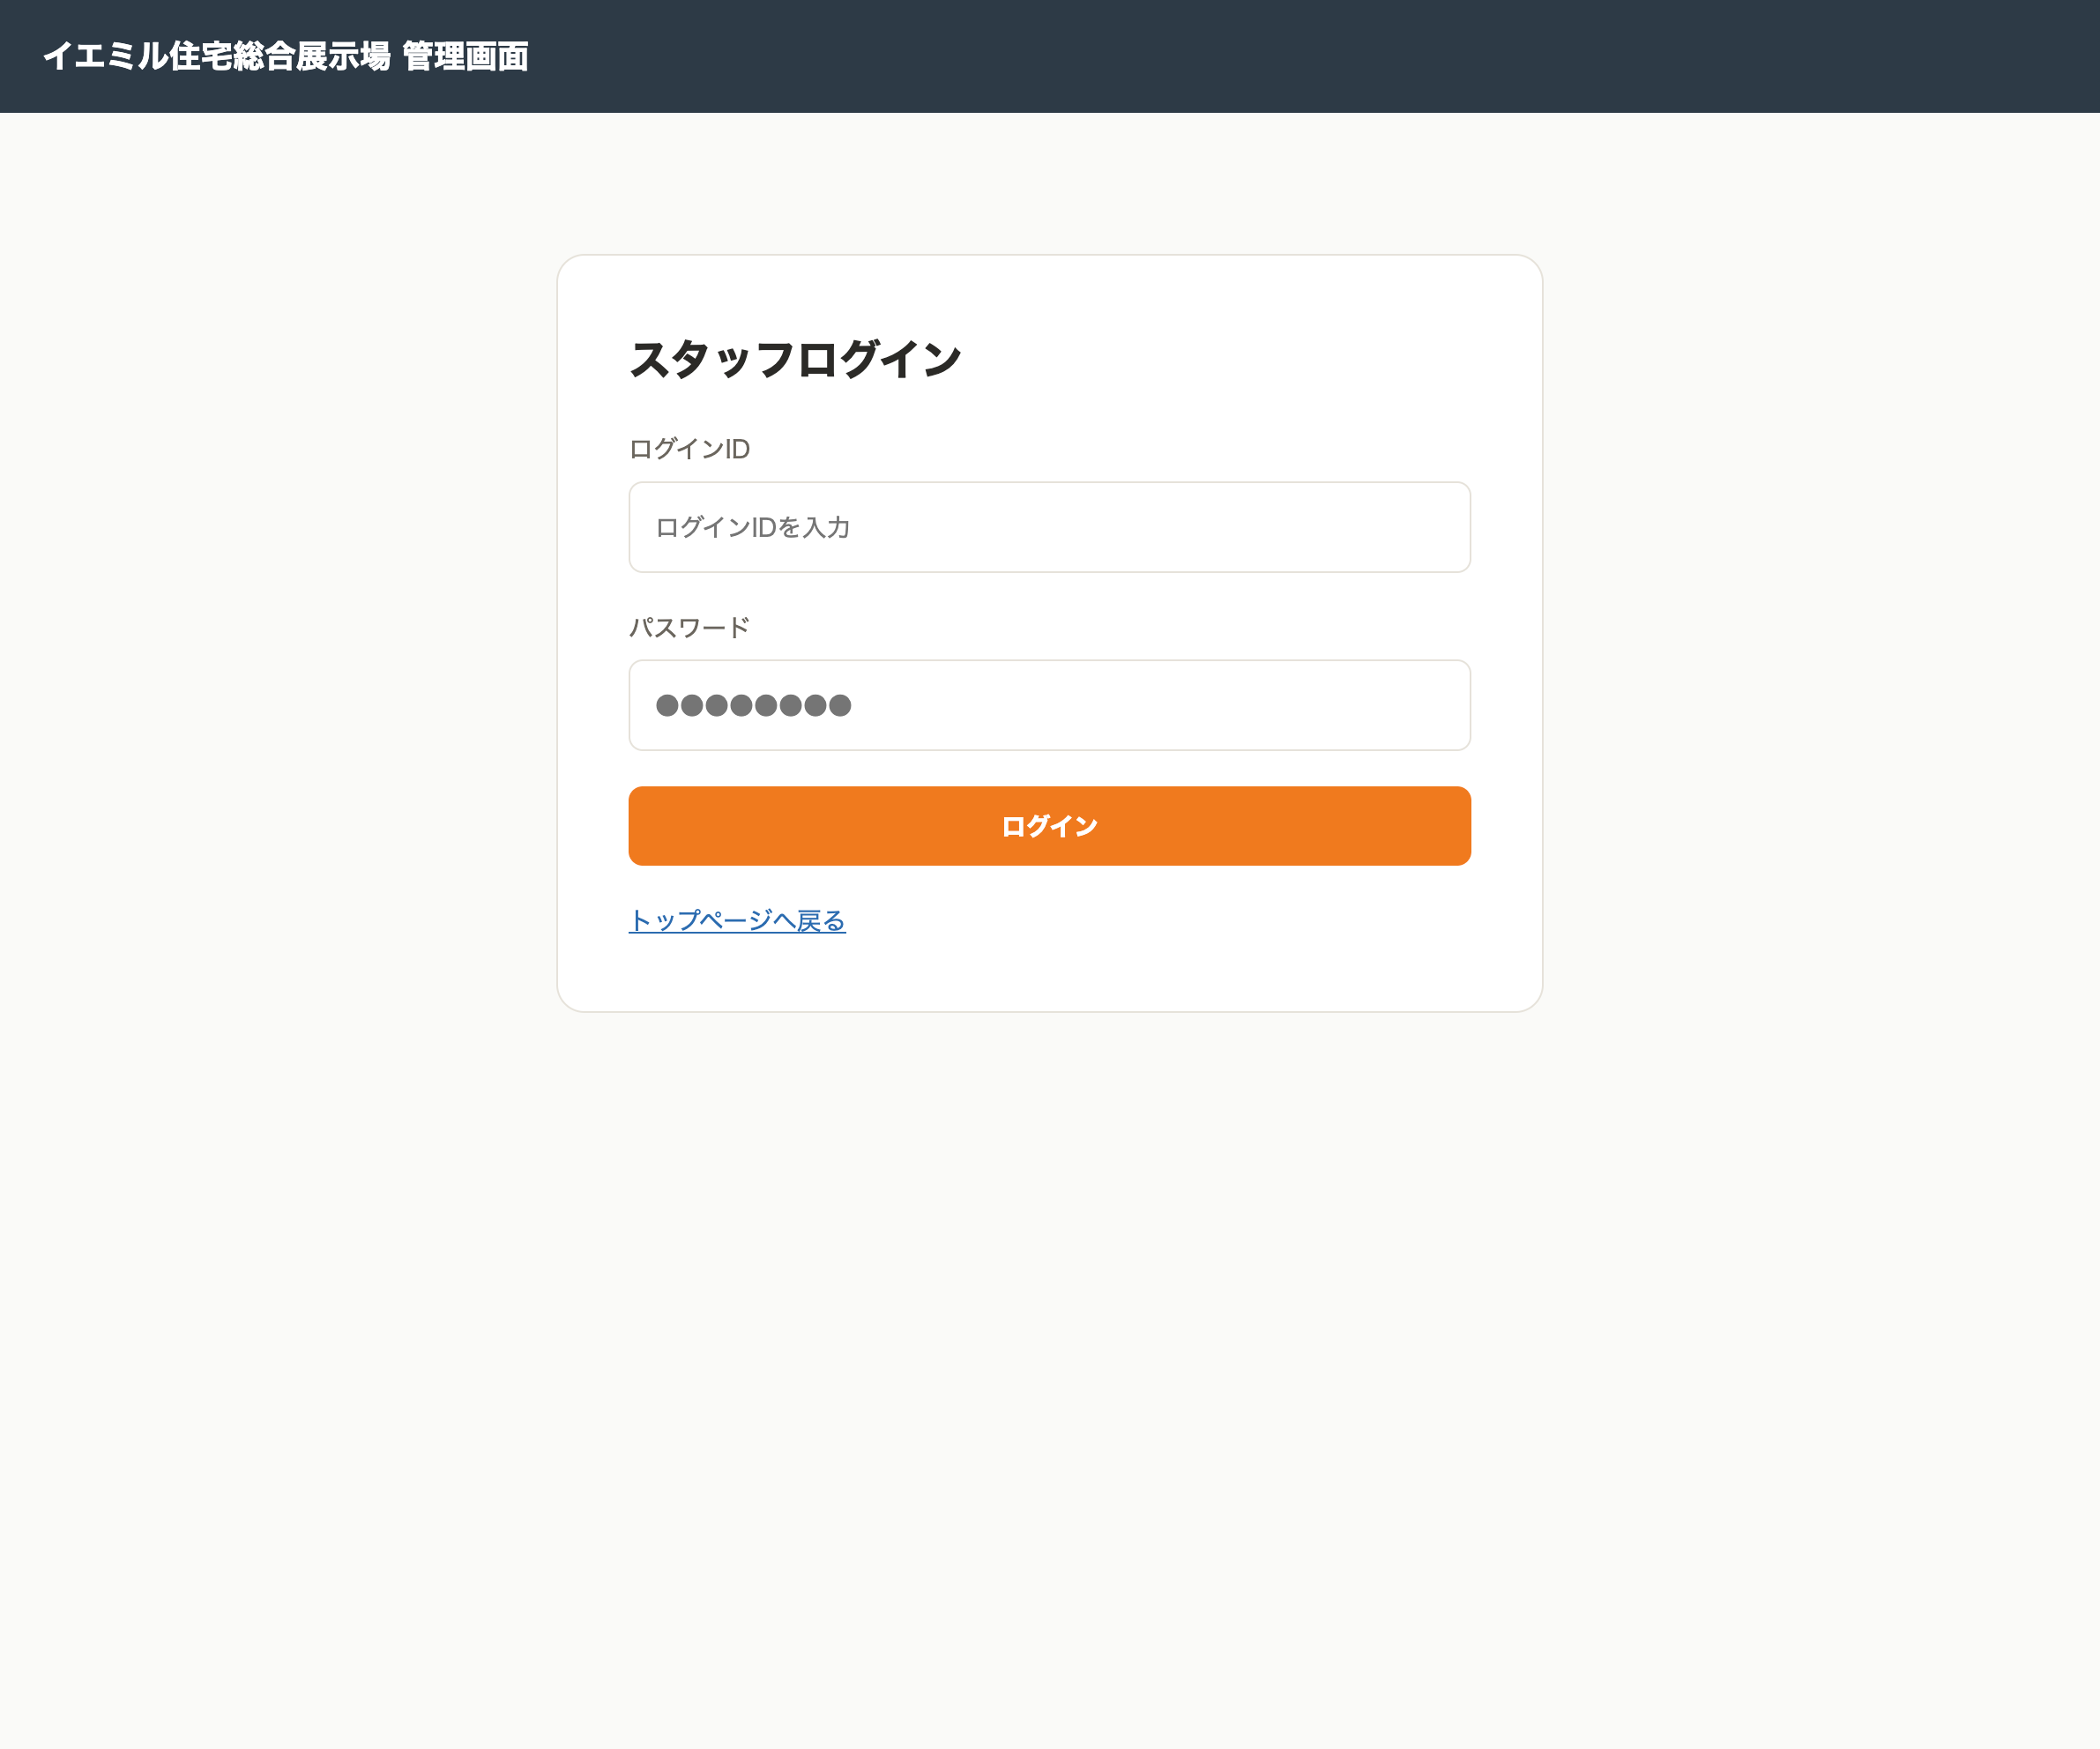 イエミル住宅総合展示場 管理画面
スタッフログイン
ログインID
ログインIDを入力
パスワード
●●●●●●●●
ログイン
トップページへ戻る